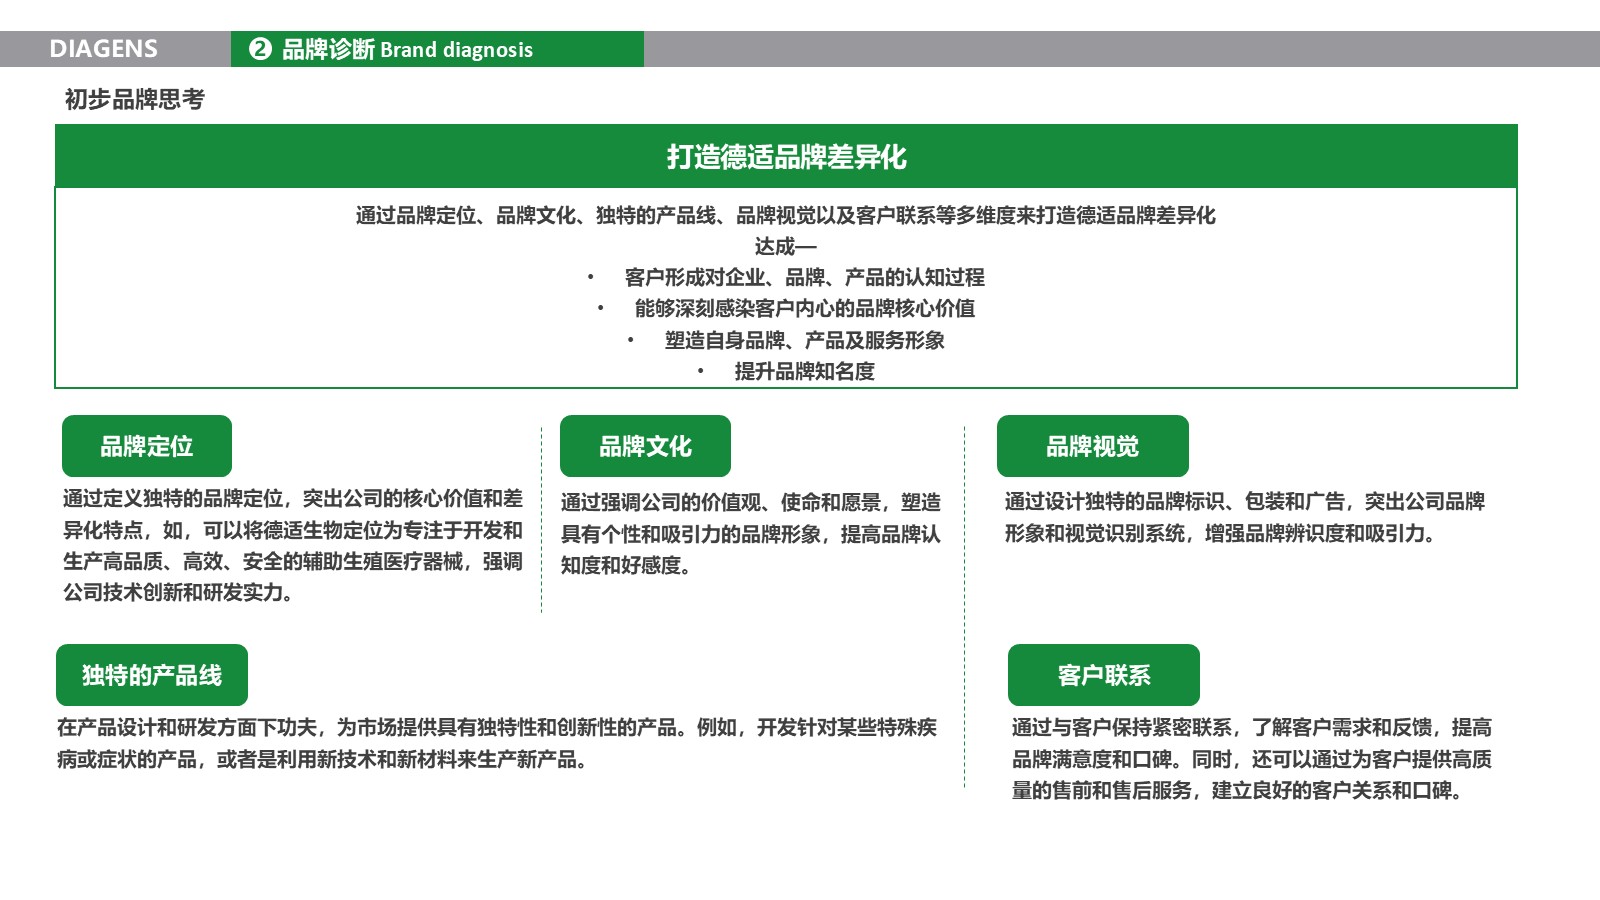 DIAGENS
❷ 品牌诊断 Brand diagnosis
初步品牌思考
打造德适品牌差异化
通过品牌定位、品牌文化、独特的产品线、品牌视觉以及客户联系等多维度来打造德适品牌差异化
达成—
• 客户形成对企业、品牌、产品的认知过程
• 能够深刻感染客户内心的品牌核心价值
• 塑造自身品牌、产品及服务形象
• 提升品牌知名度
品牌定位
通过定义独特的品牌定位，突出公司的核心价值和差
异化特点，如，可以将德适生物定位为专注于开发和
生产高品质、高效、安全的辅助生殖医疗器械，强调
公司技术创新和研发实力。
品牌文化
通过强调公司的价值观、使命和愿景，塑造
具有个性和吸引力的品牌形象，提高品牌认
知度和好感度。
品牌视觉
通过设计独特的品牌标识、包装和广告，突出公司品牌
形象和视觉识别系统，增强品牌辨识度和吸引力。
独特的产品线
在产品设计和研发方面下功夫，为市场提供具有独特性和创新性的产品。例如，开发针对某些特殊疾
病或症状的产品，或者是利用新技术和新材料来生产新产品。
客户联系
通过与客户保持紧密联系，了解客户需求和反馈，提高
品牌满意度和口碑。同时，还可以通过为客户提供高质
量的售前和售后服务，建立良好的客户关系和口碑。